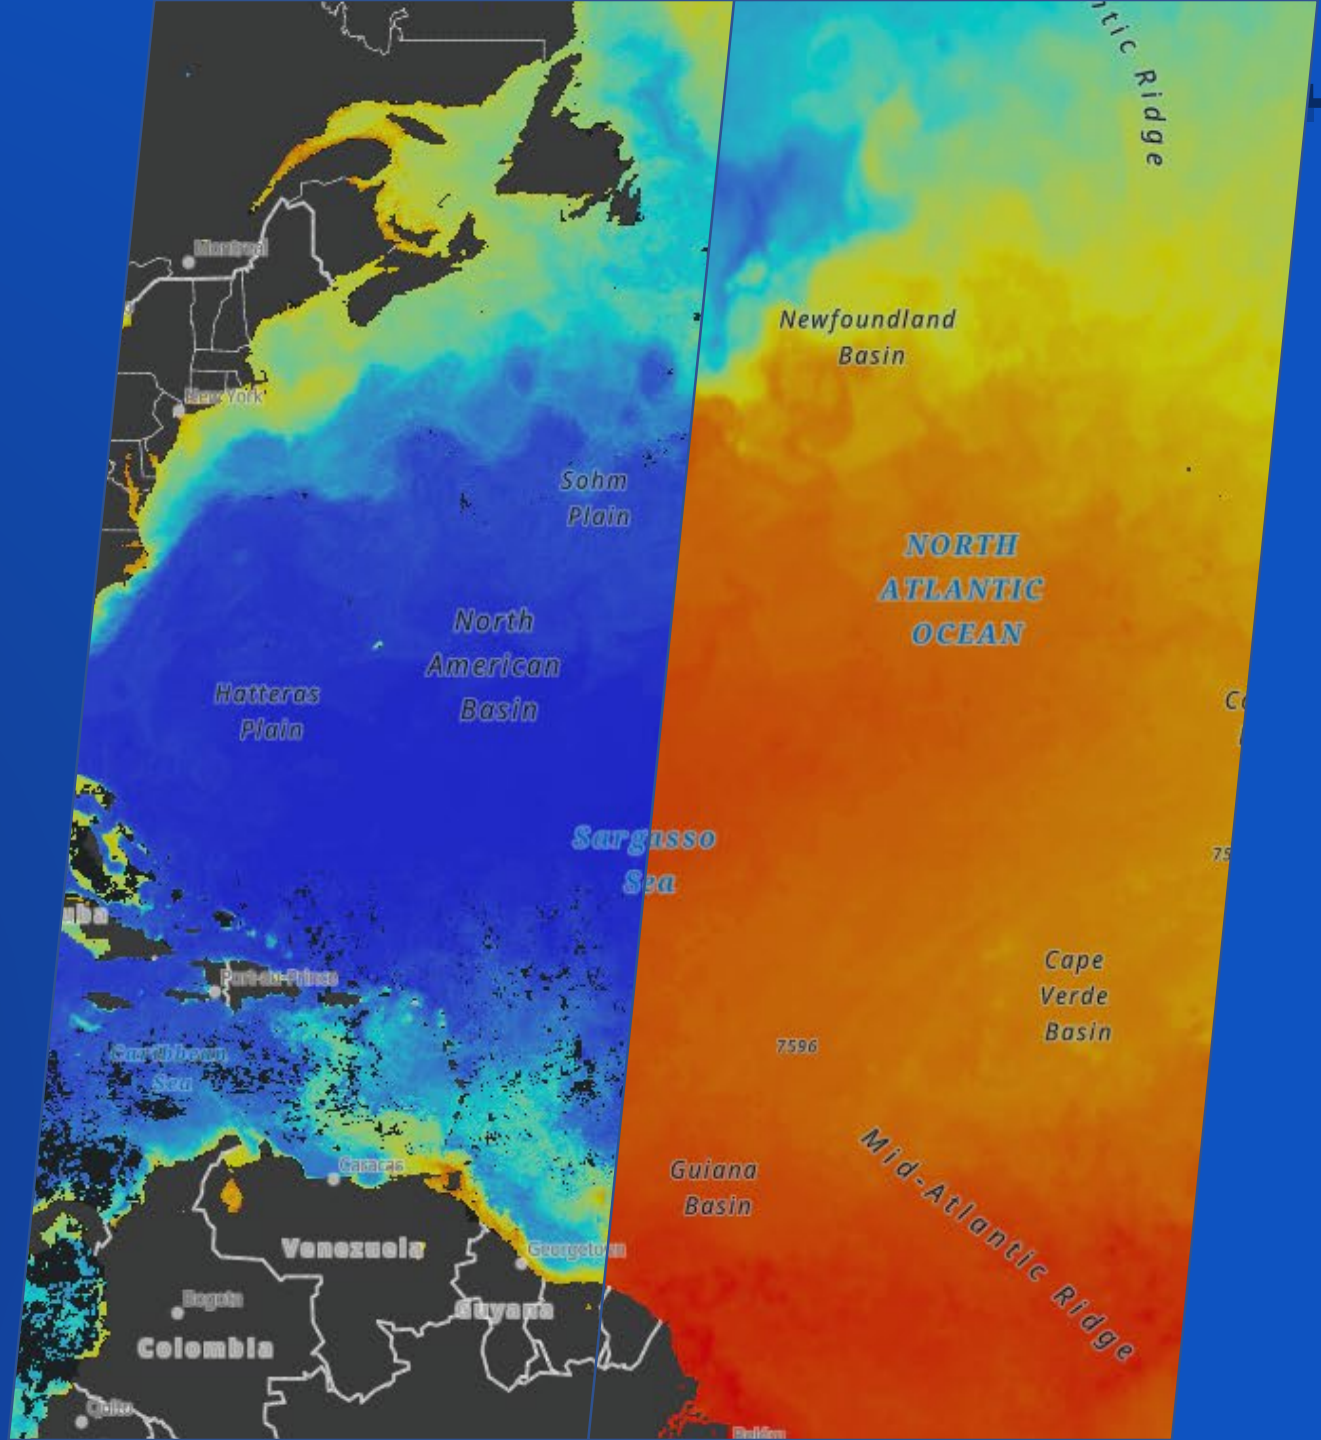 ntic Ridge
Montreal
Newfoundland
Basin
New York
Sohm
Plain
NORTH
ATLANTIC
OCEAN
North
American
Basin
Hatteras
Plain
Sargasso
Sea
uba
Port-au-Prince
Cape
Verde
Basin
7596
Caribbean
Sea
Mid-Atlantic Ridge
Guiana
Basin
Caracas
Venezuela
Georgetown
Bogota
Guyana
Colombia
Quito